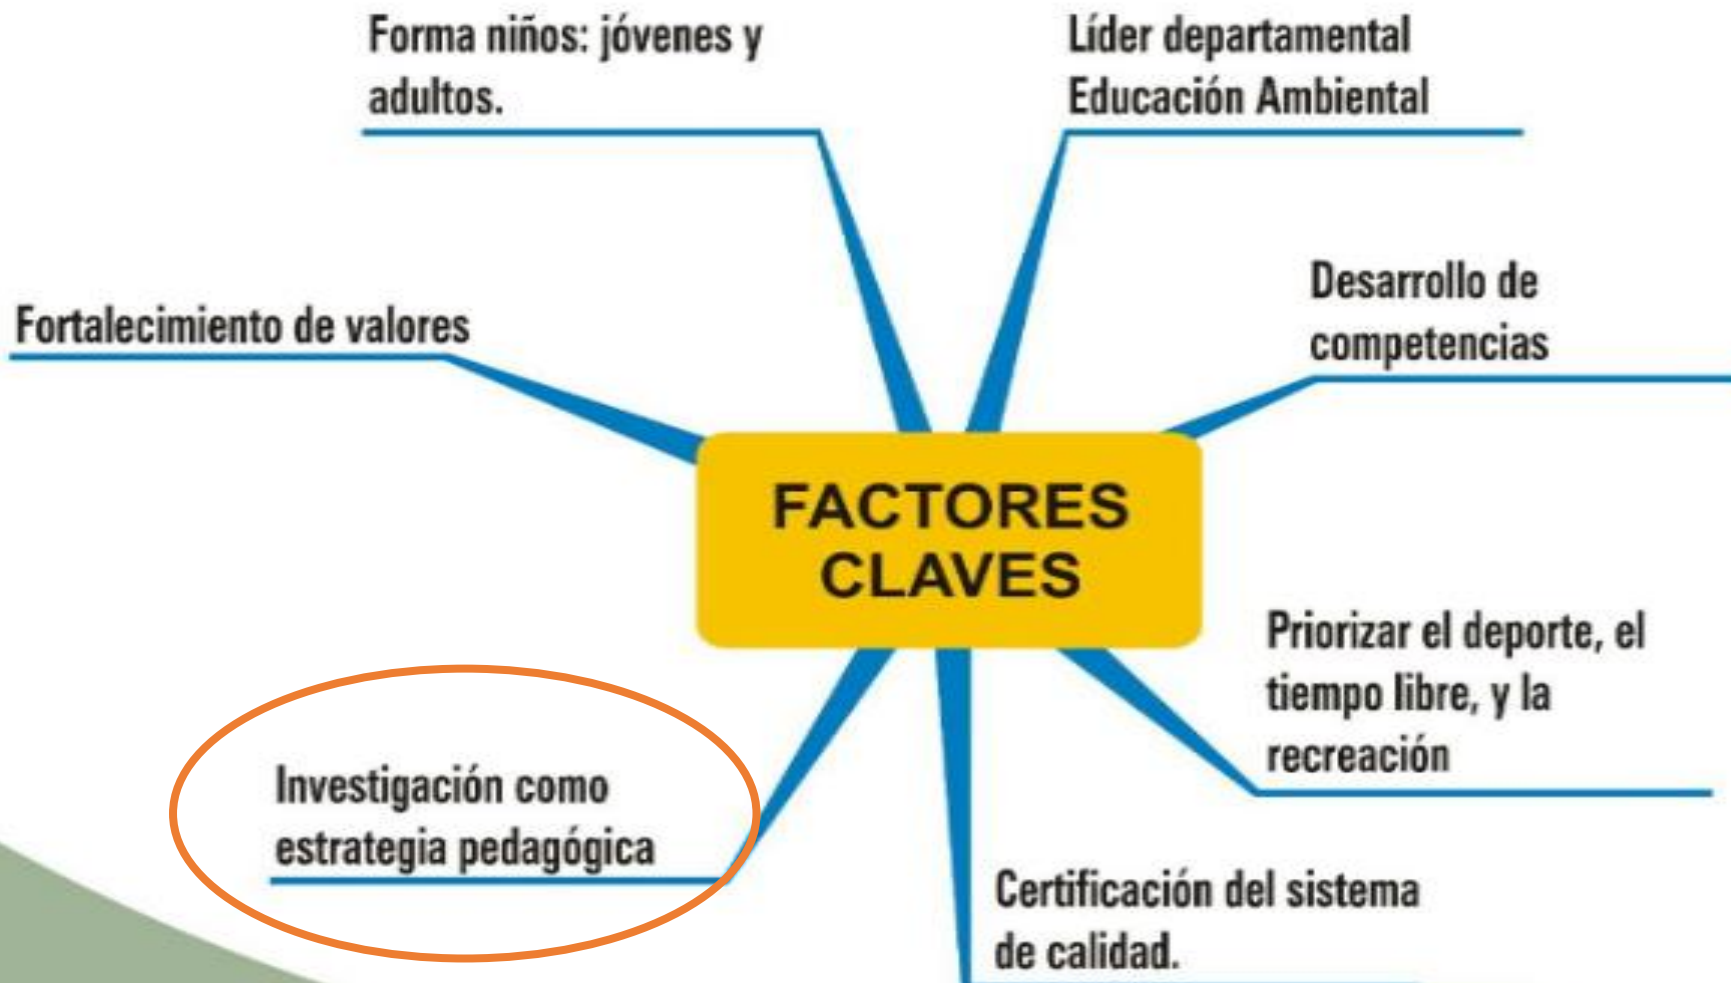 Forma niños: jóvenes y
adultos.
Líder departamental
Educación Ambiental
Fortalecimiento de valores
Desarrollo de
competencias
FACTORES
CLAVES
Priorizar el deporte, el
tiempo libre, y la
recreación
Investigación como
estrategia pedagógica
Certificación del sistema
de calidad.